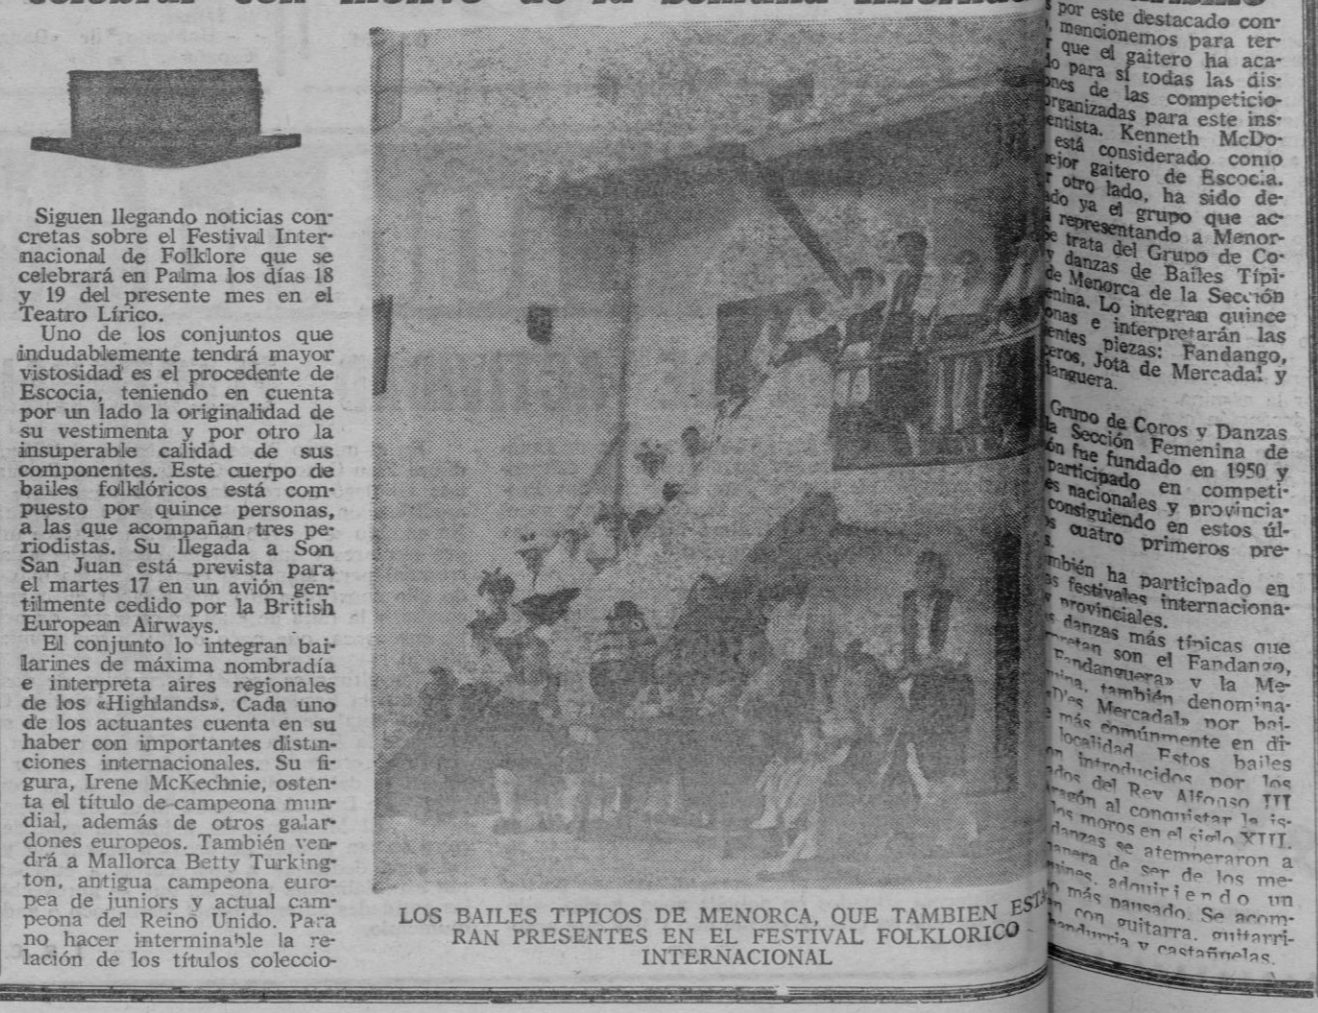 Siguen llegando noticias con-
cretas sobre el Festival Inter-
nacional de Folklore que se
celebrará en Palma los días 18
y 19 del presente mes en el
Teatro Lírico.
Uno de los conjuntos que
indudablemente tendrá mayor
vistosidad es el procedente de
Escocia, teniendo en cuenta
por un lado la originalidad de
su vestimenta y por otro la
insuperable calidad de sus
componentes. Este cuerpo de
bailes folklóricos está com-
puesto por quince personas,
a las que acompañan tres pe-
riodistas. Su llegada a Son
San Juan está prevista para
el martes 17 en un avión gen-
tilmente cedido por la British
European Airways.
El conjunto lo integran bai-
larines de máxima nombradía
e interpreta aires regionales
de los «Highlands». Cada uno
de los actuantes cuenta en su
haber con importantes distin-
ciones internacionales. Su fi-
gura, Irene McKechnie, osten-
ta el título de campeona mun-
dial, además de otros galar-
dones europeos. También ven-
drá a Mallorca Betty Turking-
ton, antigua campeona euro-
pea de juniors y actual cam-
peona del Reino Unido. Para
no hacer interminable la re-
lación de los títulos coleccio-
LOS BAILES TIPICOS DE MENORCA, QUE TAMBIEN ESTA-
RAN PRESENTES EN EL FESTIVAL FOLKLORICO
INTERNACIONAL
por este destacado con-
mencionemos para ter-
que el gaitero ha aca-
para sí todas las dis-
de las competicio-
organizadas para este ins-
Kenneth McDo-
está considerado como
gaitero de Escocia.
otro lado, ha sido de-
ya el grupo que ac-
representando a Menor-
trata del Grupo de Co-
y danzas de Bailes Típi-
de Menorca de la Sección
Lo integran quince
e interpretarán las
piezas: Fandango,
Jota de Mercadal y
Grupo de Coros y Danzas
la Sección Femenina de
fue fundado en 1950 y
participado en competi-
nacionales y provincia-
consiguiendo en estos úl-
cuatro primeros pre-
ha participado en
festivales internaciona-
y provinciales.
danzas más típicas que
son el Fandango,
Fandanguera» y la Me-
también denomina-
Mercadal» por bai-
más comúnmente en di-
localidad. Estos bailes
introducidos por los
del Rey Alfonso III
al conquistar la is-
los moros en el siglo XIII.
danzas se atemperaron a
de ser de los me-
adquiriendo un
más pausado. Se acom-
con guitarra, guitarri-
y castañuelas.